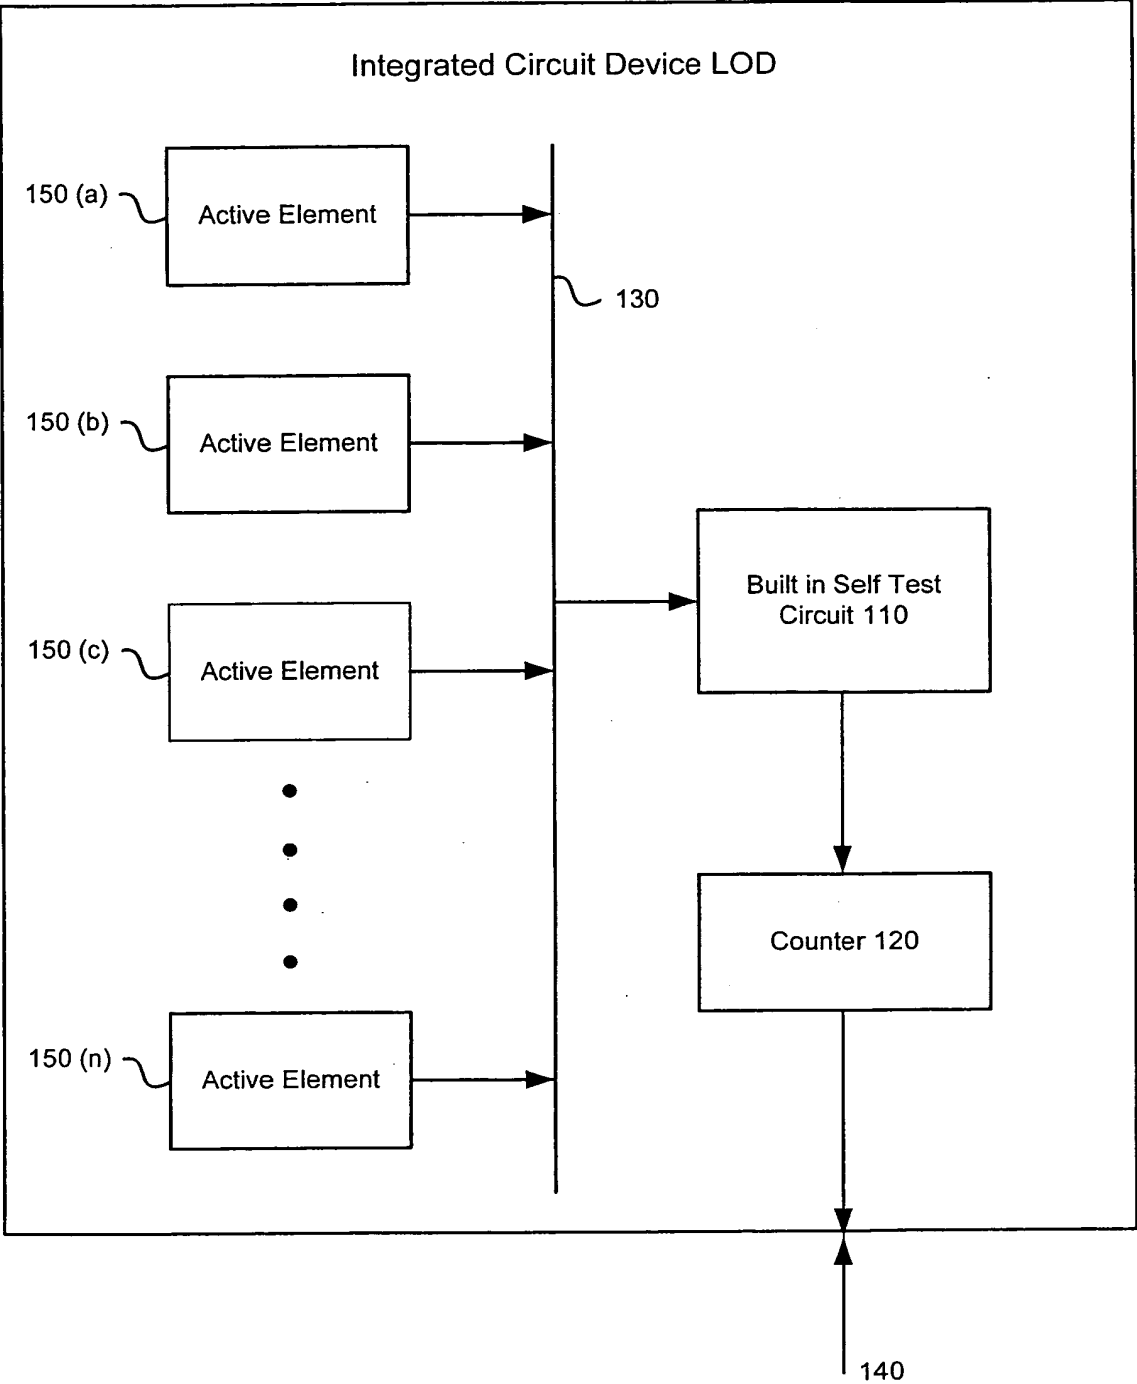 Integrated Circuit Device LOD
150 (a)
Active Element
130
150 (b)
Active Element
Built in Self Test
Circuit 110
150 (c)
Active Element
Counter 120
150 (n)
Active Element
140